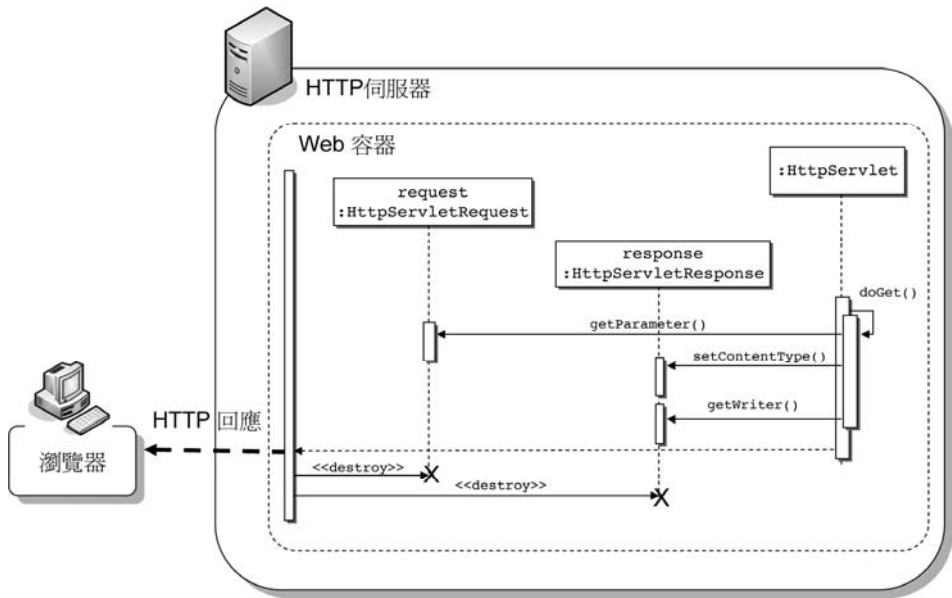 HTTP伺服器
Web 容器
:HttpServlet
request
:HttpServletRequest
response
:HttpServletResponse
doGet()
getParameter()
setContentType()
getWriter()
HTTP 回應
瀏覽器
<<destroy>>
<<destroy>>